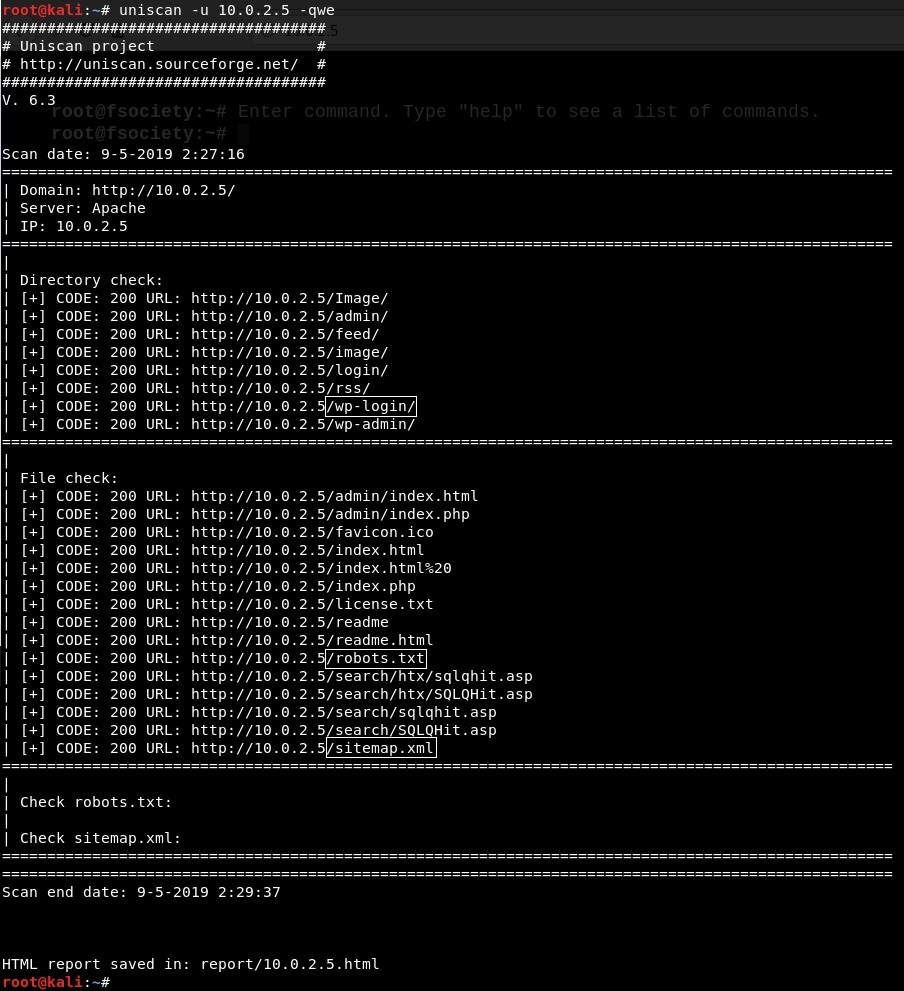 root@kali:~# uniscan -u 10.0.2.5 -qwe
####################################
# Uniscan project                  #
# http://uniscan.sourceforge.net/  #
####################################
V. 6.3
root@fsociety:~# Enter command. Type "help" to see a list of commands.
root@fsociety:~#
Scan date: 9-5-2019 2:27:16
===================================================================================================
| Domain: http://10.0.2.5/
| Server: Apache
| IP: 10.0.2.5
===================================================================================================
|
| Directory check:
| [+] CODE: 200 URL: http://10.0.2.5/Image/
| [+] CODE: 200 URL: http://10.0.2.5/admin/
| [+] CODE: 200 URL: http://10.0.2.5/feed/
| [+] CODE: 200 URL: http://10.0.2.5/image/
| [+] CODE: 200 URL: http://10.0.2.5/login/
| [+] CODE: 200 URL: http://10.0.2.5/rss/
| [+] CODE: 200 URL: http://10.0.2.5/wp-login/
| [+] CODE: 200 URL: http://10.0.2.5/wp-admin/
===================================================================================================
|
| File check:
| [+] CODE: 200 URL: http://10.0.2.5/admin/index.html
| [+] CODE: 200 URL: http://10.0.2.5/admin/index.php
| [+] CODE: 200 URL: http://10.0.2.5/favicon.ico
| [+] CODE: 200 URL: http://10.0.2.5/index.html
| [+] CODE: 200 URL: http://10.0.2.5/index.html%20
| [+] CODE: 200 URL: http://10.0.2.5/index.php
| [+] CODE: 200 URL: http://10.0.2.5/license.txt
| [+] CODE: 200 URL: http://10.0.2.5/readme
| [+] CODE: 200 URL: http://10.0.2.5/readme.html
| [+] CODE: 200 URL: http://10.0.2.5/robots.txt
| [+] CODE: 200 URL: http://10.0.2.5/search/htx/sqlqhit.asp
| [+] CODE: 200 URL: http://10.0.2.5/search/htx/SQLQHit.asp
| [+] CODE: 200 URL: http://10.0.2.5/search/sqlqhit.asp
| [+] CODE: 200 URL: http://10.0.2.5/search/SQLQHit.asp
| [+] CODE: 200 URL: http://10.0.2.5/sitemap.xml
===================================================================================================
|
| Check robots.txt:
|
| Check sitemap.xml:
===================================================================================================
===================================================================================================
Scan end date: 9-5-2019 2:29:37
HTML report saved in: report/10.0.2.5.html
root@kali:~#